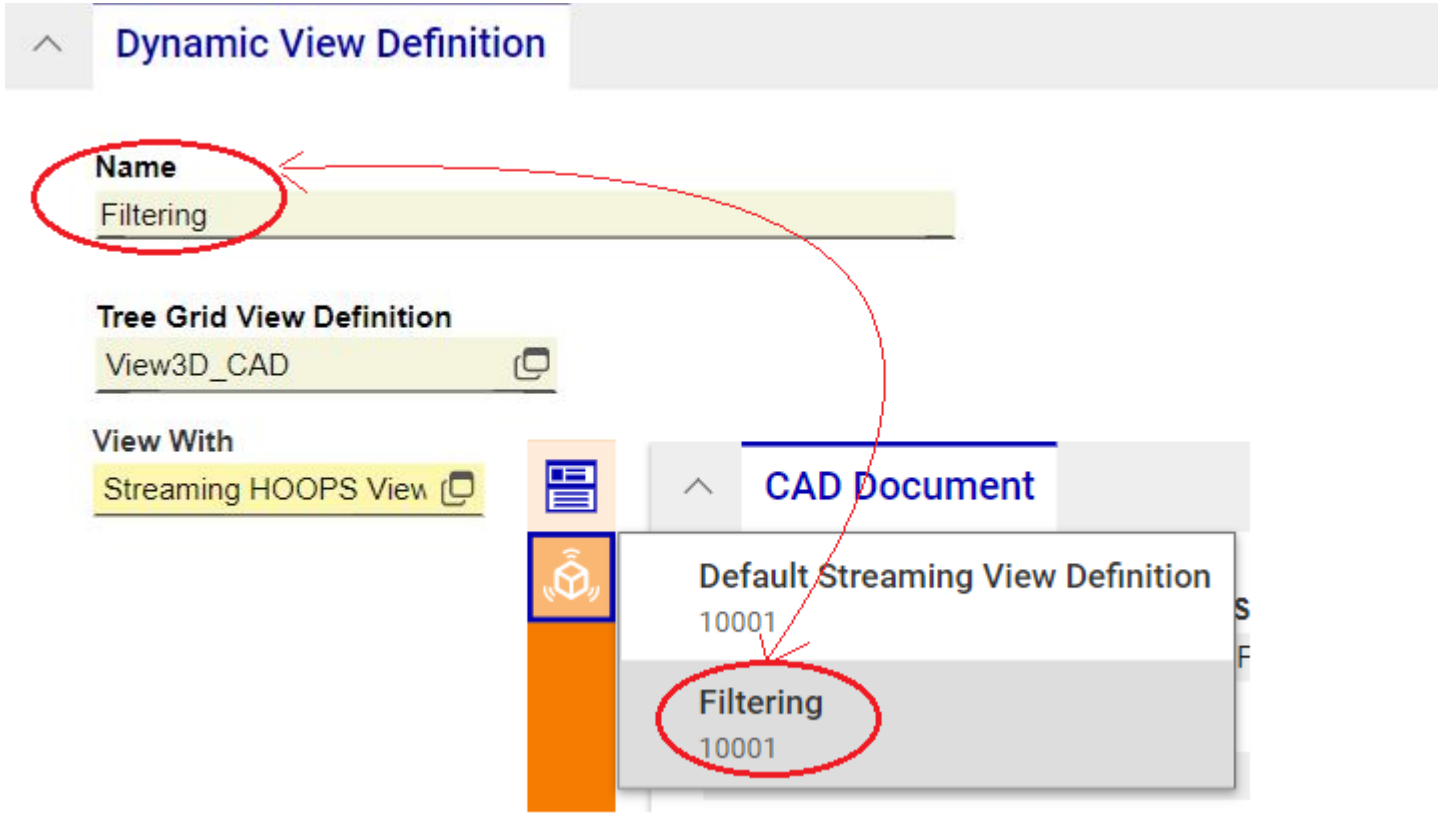 Dynamic View Definition
Name
Filtering
Tree Grid View Definition
View3D_CAD
View With
Streaming HOOPS View
CAD Document
Default Streaming View Definition
10001
S
F
Filtering
10001